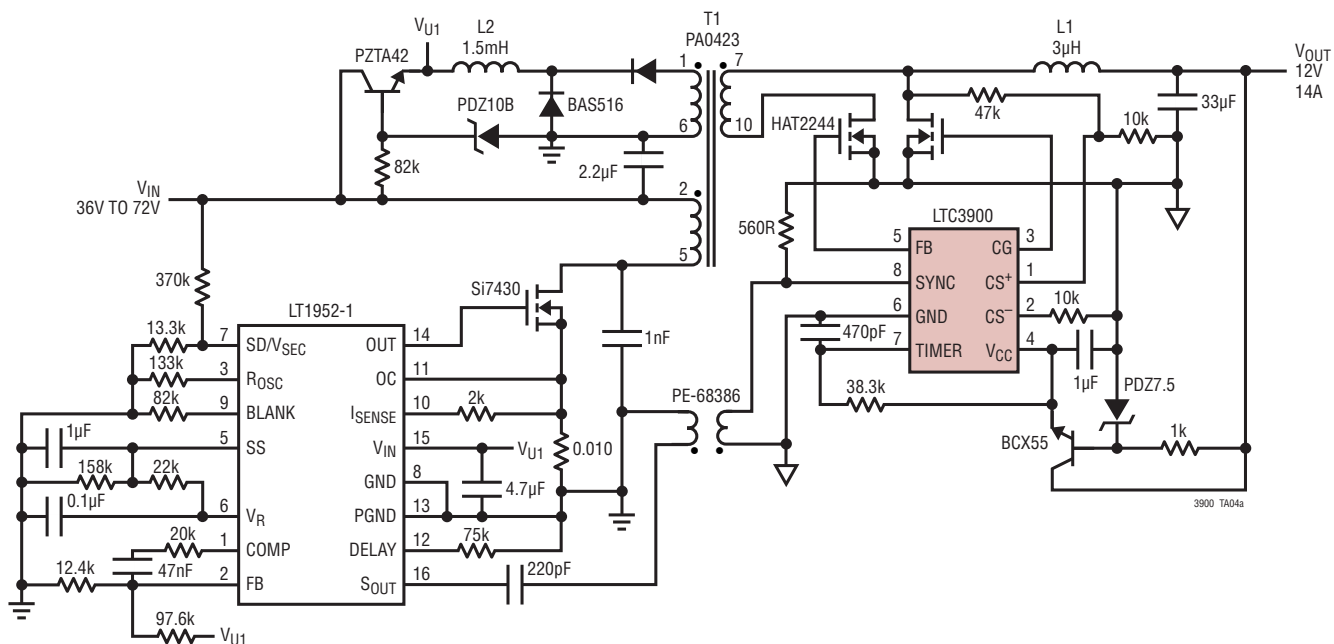 T1
PA0423
L2
1.5mH
L1
3µH
VU1
PZTA42
1
7
VOUT
12V
14A
PDZ10B
BAS516
6
10
47k
10k
33µF
HAT2244
82k
2.2µF
VIN
36V TO 72V
2
5
560R
LTC3900
5
FB
CG
3
8
SYNC
CS+
1
6
GND
CS–
2
10k
7
TIMER
VCC
4
470pF
1µF
38.3k
PDZ7.5
BCX55
1k
370k
LT1952-1
Si7430
1nF
13.3k
7
SD/VSEC
OUT
14
133k
3
ROSC
OC
11
82k
9
BLANK
ISENSE
10
2k
PE-68386
1µF
5
SS
VIN
15
VU1
0.010
158k
22k
GND
8
4.7µF
0.1µF
6
VR
PGND
13
20k
1
COMP
DELAY
12
75k
47nF
12.4k
2
FB
SOUT
16
220pF
97.6k
VU1
3900 TA04a